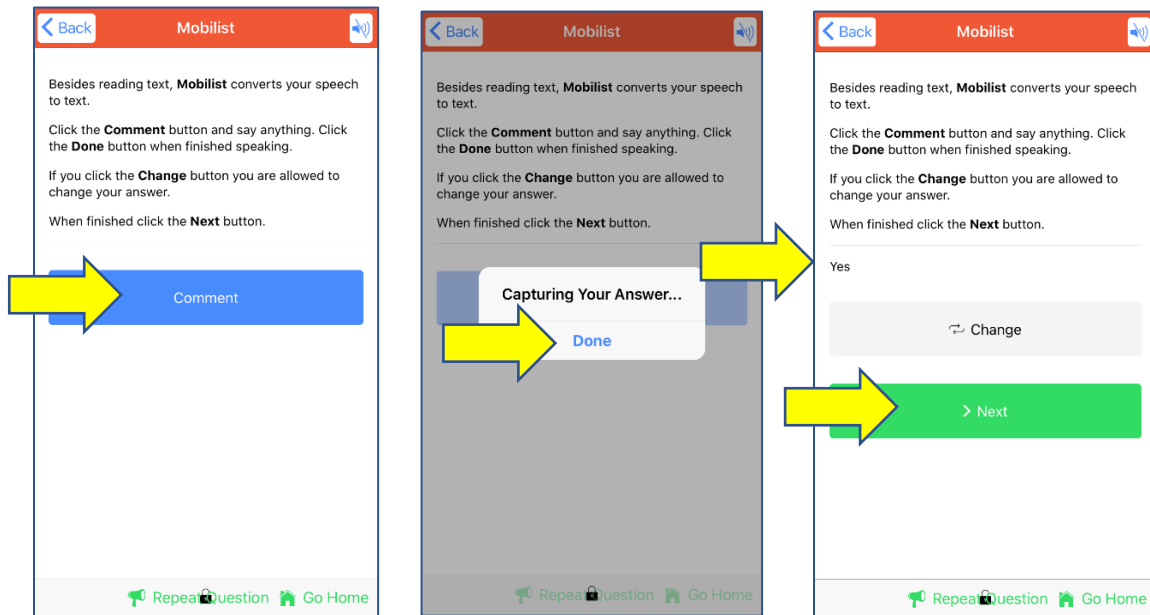 Back Mobilist
Besides reading text, Mobilist converts your speech
to text.
Click the Comment button and say anything. Click
the Done button when finished speaking.
If you click the Change button you are allowed to
change your answer.
When finished click the Next button.
Comment
Repeat Question Go Home
Back Mobilist
Besides reading text, Mobilist converts your speech
to text.
Click the Comment button and say anything. Click
the Done button when finished speaking.
If you click the Change button you are allowed to
change your answer.
When finished click the Next button.
Capturing Your Answer...
Done
Repeat Question Go Home
Back Mobilist
Besides reading text, Mobilist converts your speech
to text.
Click the Comment button and say anything. Click
the Done button when finished speaking.
If you click the Change button you are allowed to
change your answer.
When finished click the Next button.
Yes
Change
Next
Repeat Question Go Home